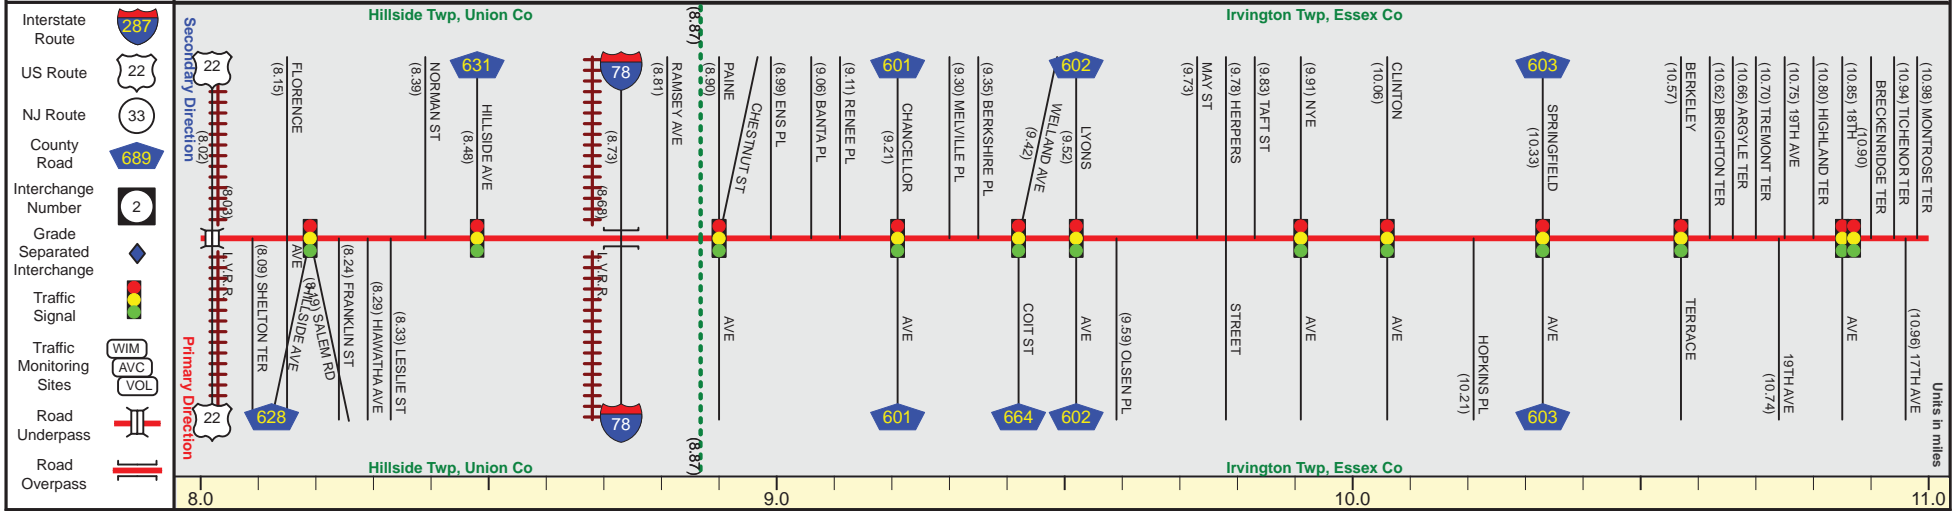 Interstate
Route
287
US Route
22
NJ Route
33
County
Road
689
Interchange
Number
2
Grade
Separated
Interchange
Traffic
Signal
Traffic
Monitoring
Sites
WIM
AVC
VOL
Road
Underpass
Road
Overpass
Secondary Direction
Primary Direction
Hillside Twp, Union Co
(8.87)
Irvington Twp, Essex Co
22
(8.02)
(8.03)
L.V.R.R.
22
(8.09) SHELTON TER
(8.15)
FLORENCE
AVE
HILLSIDE AVE
628
(8.19) SALEM RD
(8.24) FRANKLIN ST
(8.29) HIAWATHA AVE
(8.33) LESLIE ST
(8.39)
NORMAN ST
631
HILLSIDE AVE
(8.48)
(8.68)
L.V.R.R.
78
(8.73)
78
(8.81)
RAMSEY AVE
(8.90)
PAINE
AVE
CHESTNUT ST
(8.99) ENS PL
(9.06) BANTA PL
(9.11) RENEE PL
601
CHANCELLOR
(9.21)
AVE
601
(9.30) MELVILLE PL
(9.35) BERKSHIRE PL
WELLAND AVE
(9.42)
COIT ST
664
602
LYONS
(9.52)
AVE
602
(9.59) OLSEN PL
(9.73)
MAY ST
(9.78) HERPERS
STREET
(9.83) TAFT ST
(9.91) NYE
AVE
(10.06)
CLINTON
AVE
HOPKINS PL
(10.21)
603
SPRINGFIELD
(10.33)
AVE
603
(10.57)
BERKELEY
TERRACE
(10.62) BRIGHTON TER
(10.66) ARGYLE TER
(10.70) TREMONT TER
19TH AVE
(10.74)
(10.75) 19TH AVE
(10.80) HIGHLAND TER
(10.85) 18TH
AVE
(10.90)
BRECKENRIDGE TER
(10.94) TICHENOR TER
(10.96) 17TH AVE
(10.98) MONTROSE TER
Units in miles
Hillside Twp, Union Co
(8.87)
Irvington Twp, Essex Co
8.0
9.0
10.0
11.0